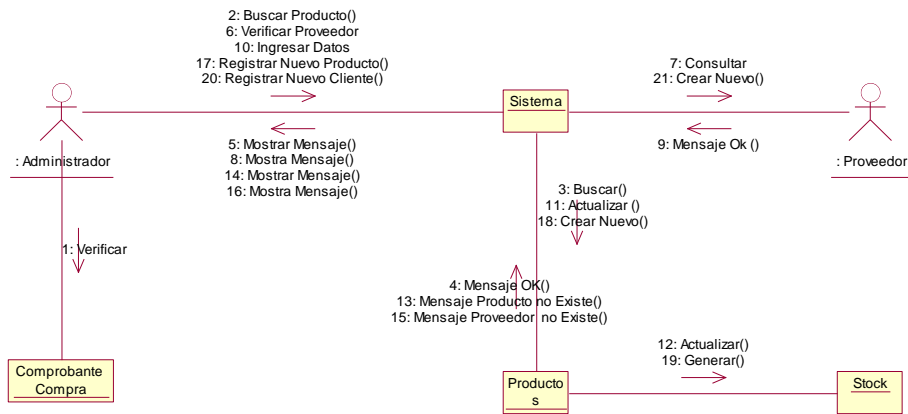 2: Buscar Producto()
6: Verificar Proveedor
10: Ingresar Datos
17: Registrar Nuevo Producto()
20: Registrar Nuevo Cliente()
7: Consultar
21: Crear Nuevo()
Sistema
: Administrador
5: Mostrar Mensaje()
8: Mostra Mensaje()
14: Mostrar Mensaje()
16: Mostra Mensaje()
9: Mensaje Ok ()
: Proveedor
3: Buscar()
11: Actualizar ()
18: Crear Nuevo()
1: Verificar
4: Mensaje OK()
13: Mensaje Producto no Existe()
15: Mensaje Proveedor no Existe()
12: Actualizar()
19: Generar()
Comprobante
Compra
Producto
s
Stock